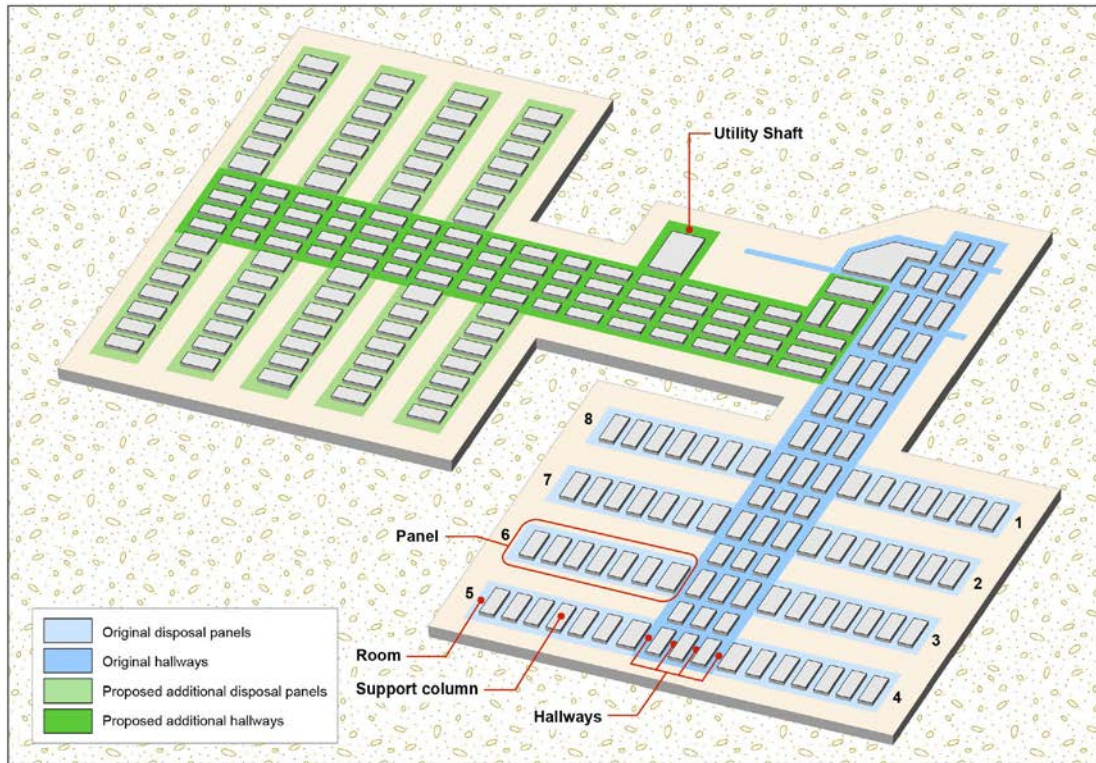 Utility Shaft
8
7
6
5
1
2
3
4
Panel
Room
Support column
Hallways
Original disposal panels
Original hallways
Proposed additional disposal panels
Proposed additional hallways